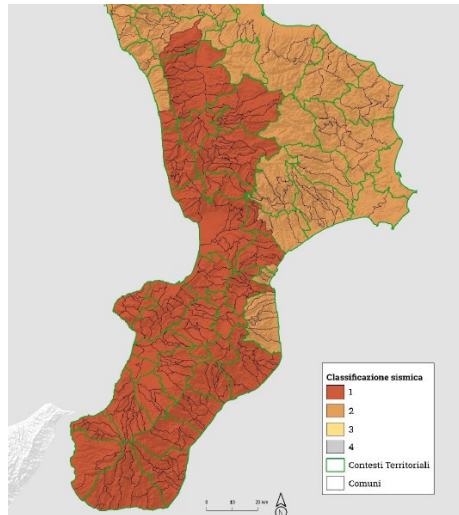 Classificazione sismica
1
2
3
4
Contesti Territoriali
Comuni
0 10 20 km
N